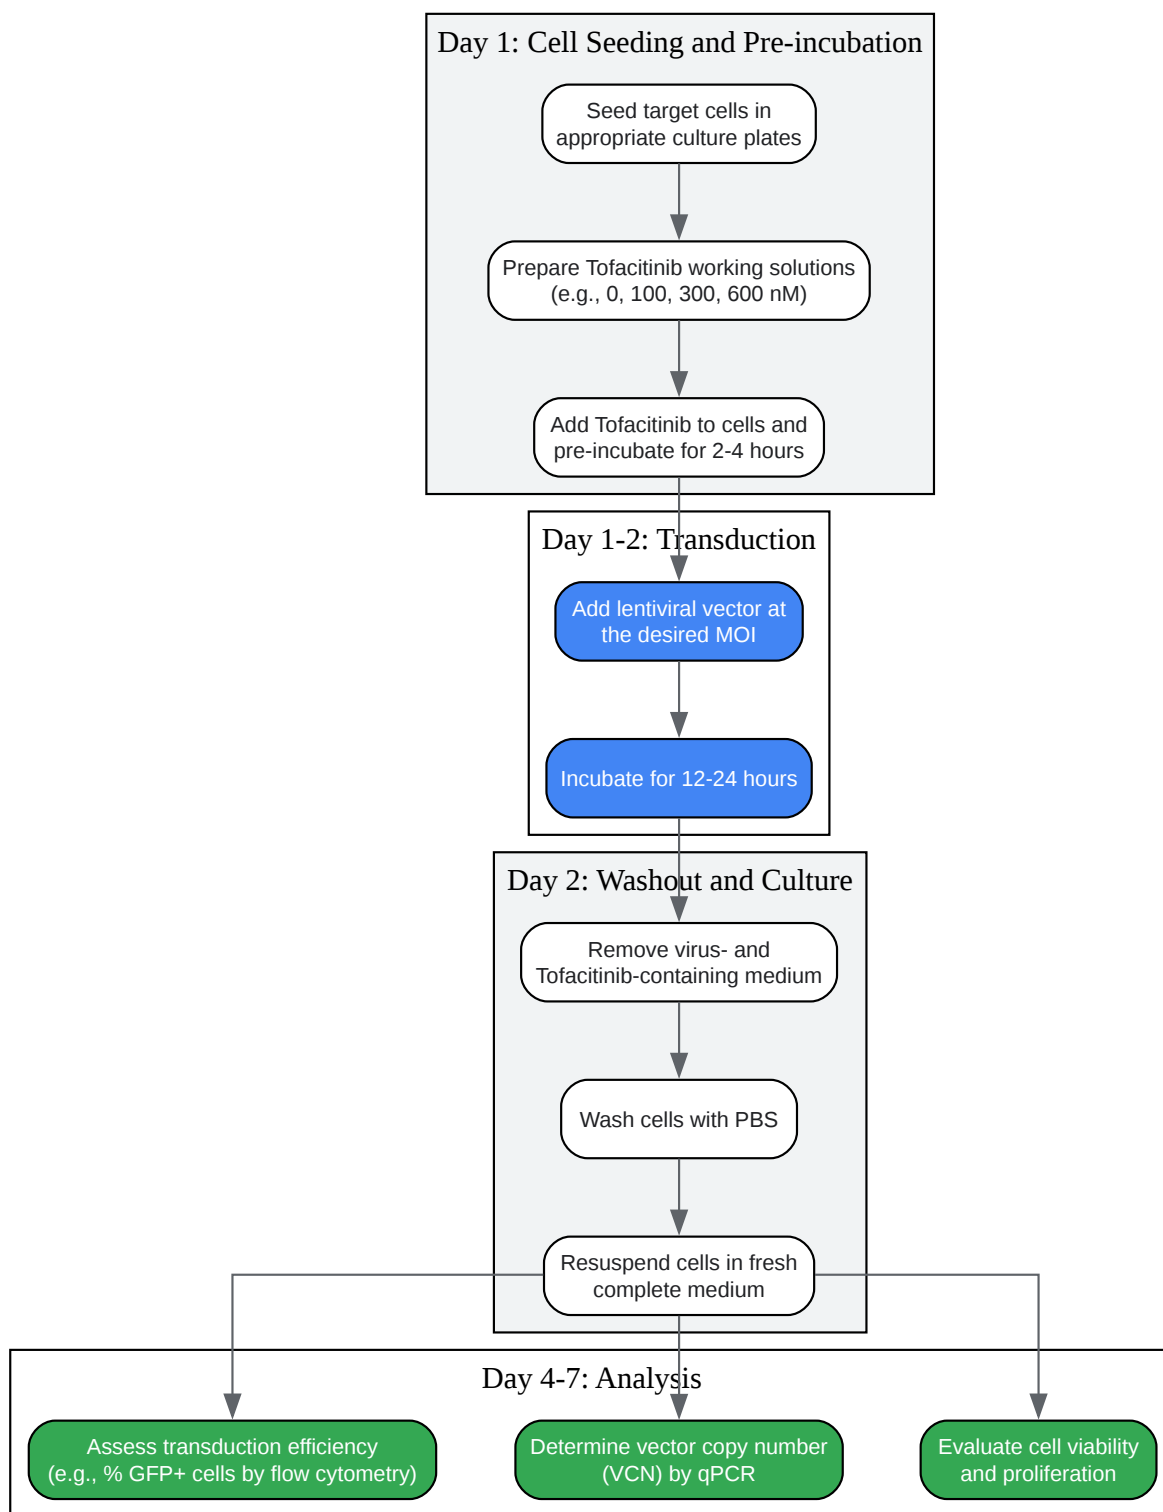 Day 1: Cell Seeding and Pre-incubation
Seed target cells in
appropriate culture plates
Prepare Tofacitinib working solutions
(e.g., 0, 100, 300, 600 nM)
Add Tofacitinib to cells and
pre-incubate for 2-4 hours
Day 1-2: Transduction
Add lentiviral vector at
the desired MOI
Incubate for 12-24 hours
Day 2: Washout and Culture
Remove virus- and
Tofacitinib-containing medium
Wash cells with PBS
Resuspend cells in fresh
complete medium
Day 4-7: Analysis
Assess transduction efficiency
(e.g., % GFP+ cells by flow cytometry)
Determine vector copy number
(VCN) by qPCR
Evaluate cell viability
and proliferation